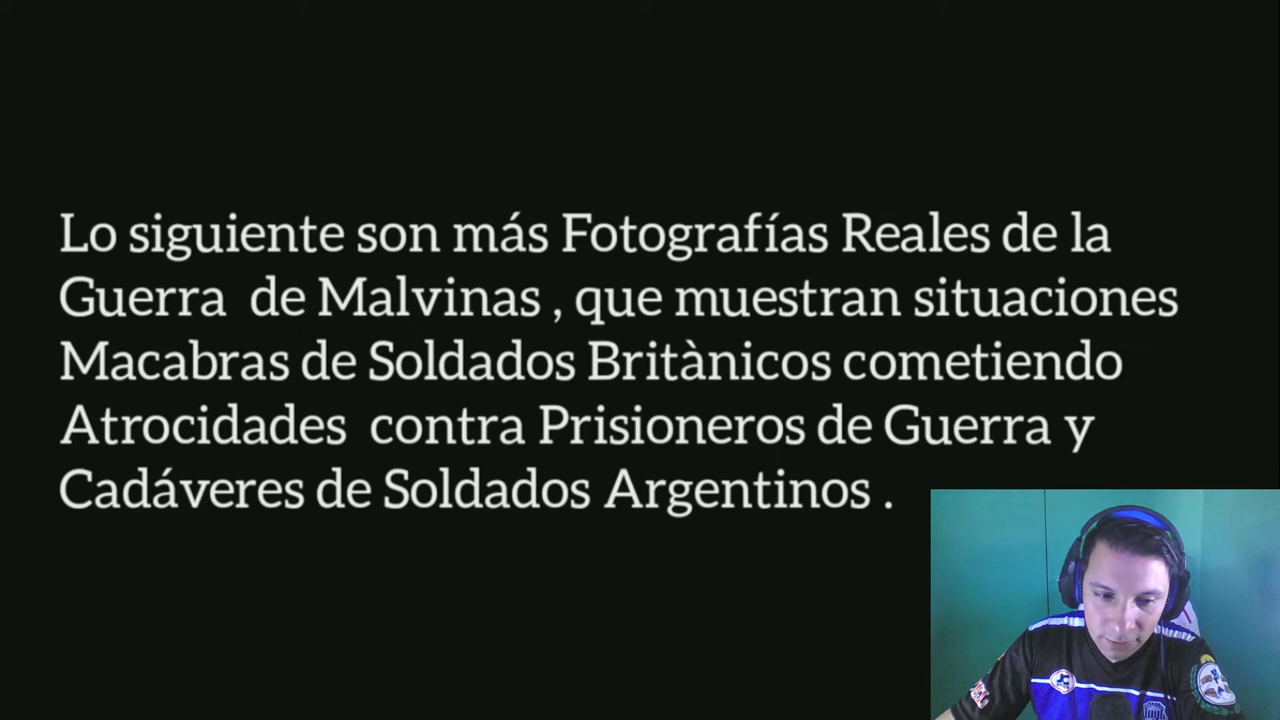 Lo siguiente son más Fotografías Reales de la
Guerra  de Malvinas , que muestran situaciones
Macabras de Soldados Britànicos cometiendo
Atrocidades  contra Prisioneros de Guerra y
Cadáveres de Soldados Argentinos .